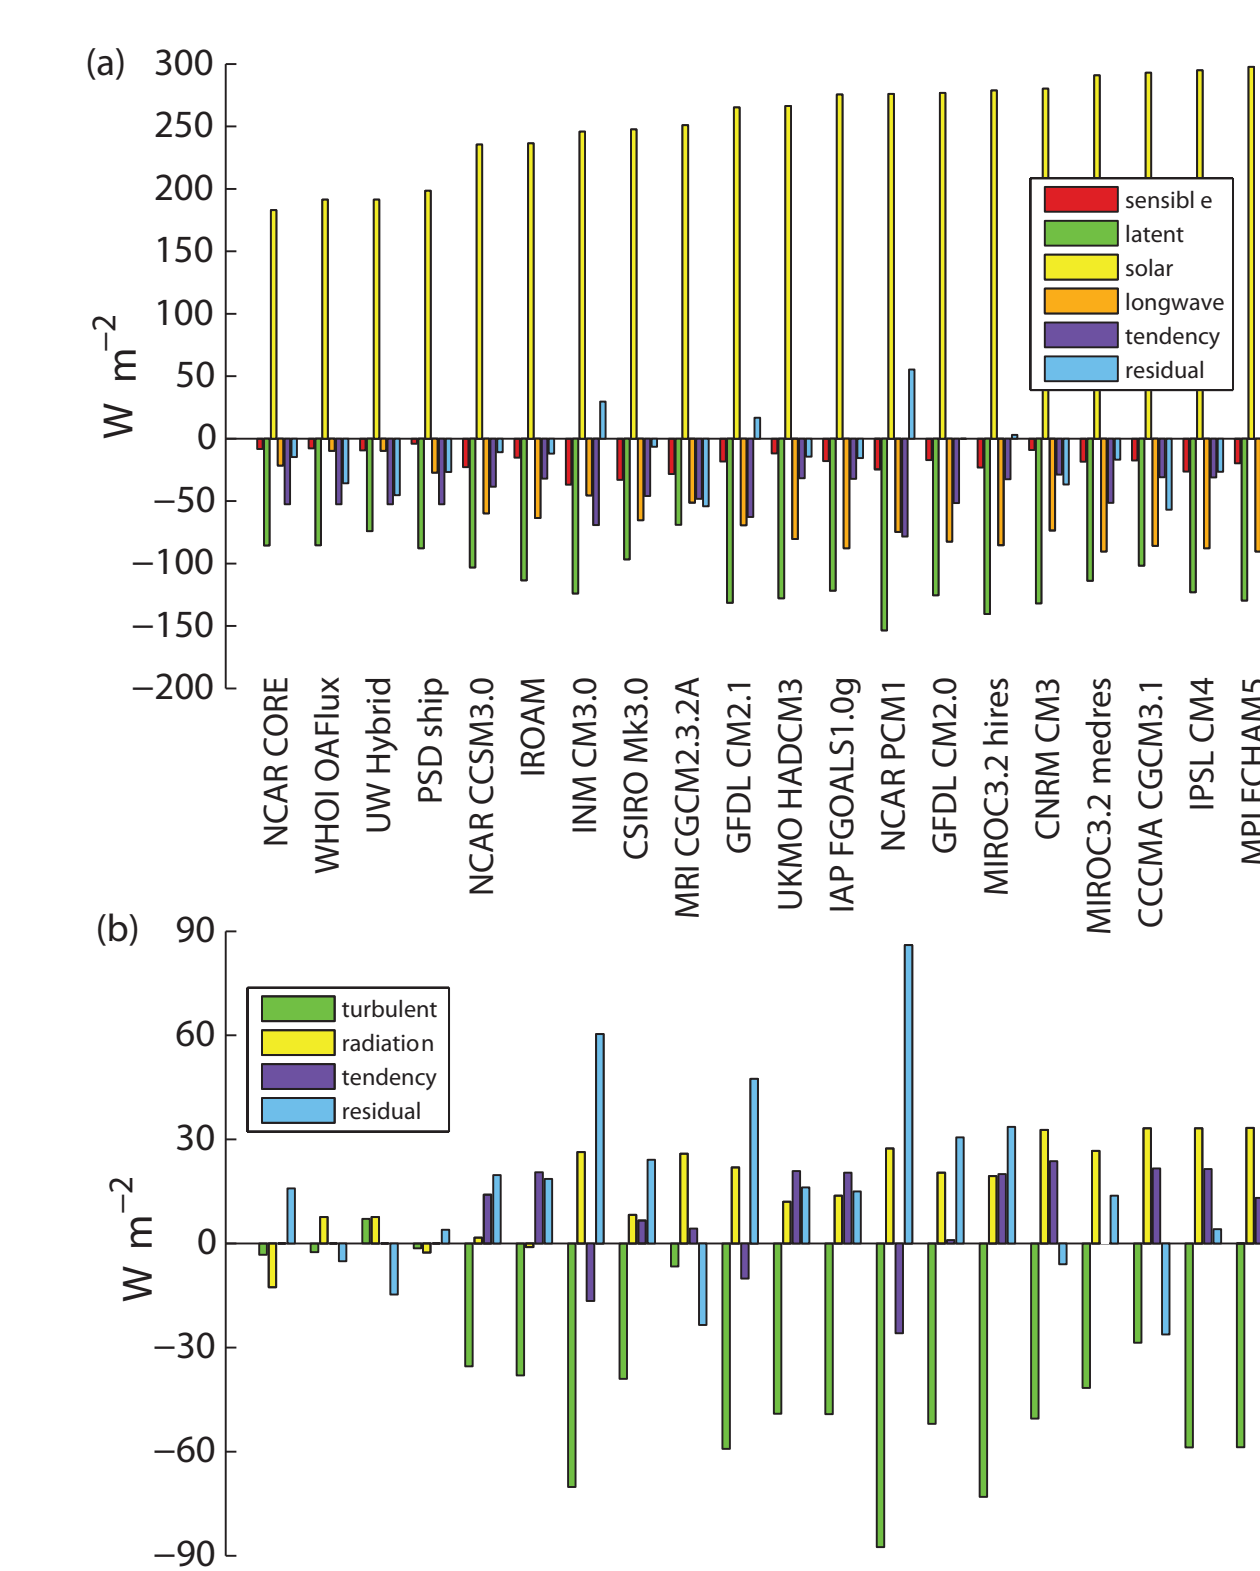 (a)
300
250
200
150
100
50
0
−50
−100
−150
−200
W m−2
sensibl e
latent
solar
longwave
tendency
residual
NCAR CORE
WHOI OAFlux
UW Hybrid
PSD ship
NCAR CCSM3.0
IROAM
INM CM3.0
CSIRO Mk3.0
MRI CGCM2.3.2A
GFDL CM2.1
UKMO HADCM3
IAP FGOALS1.0g
NCAR PCM1
GFDL CM2.0
MIROC3.2 hires
CNRM CM3
MIROC3.2 medres
CCCMA CGCM3.1
IPSL CM4
MPI ECHAM5
(b)
90
60
30
0
−30
−60
−90
W m−2
turbulent
radiation
tendency
residual